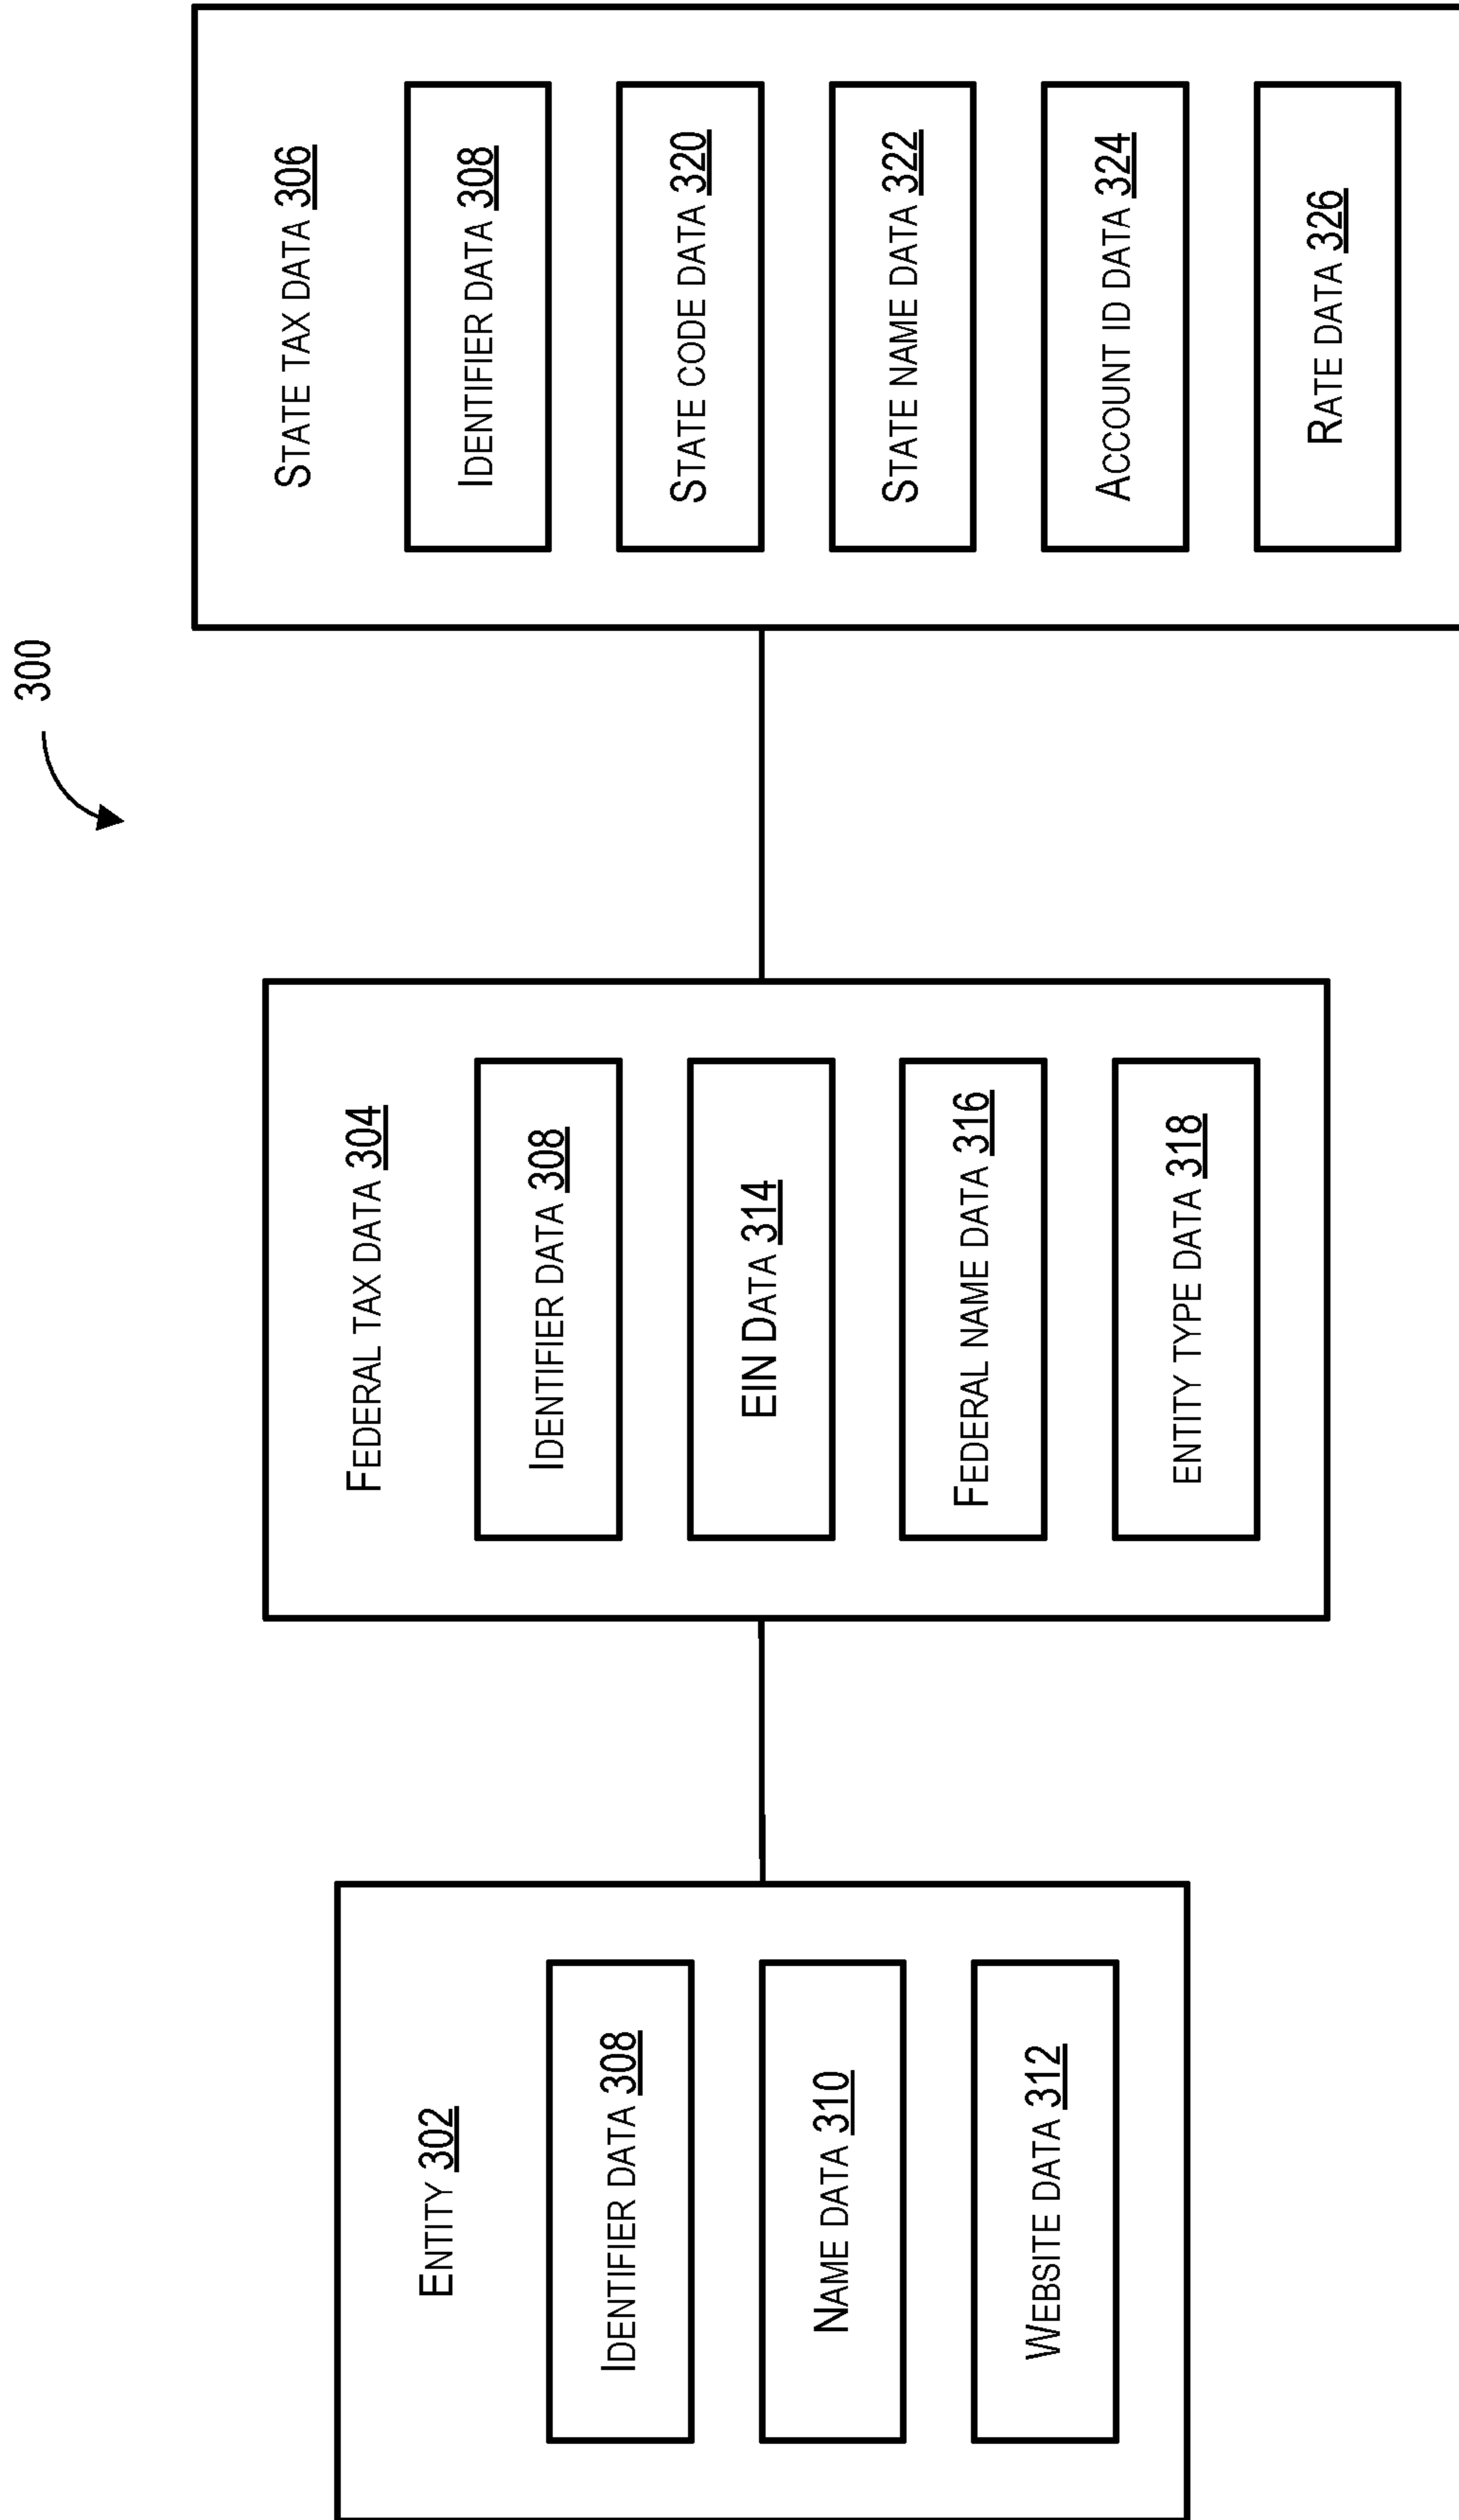 300
Entity 302
Identifier data 308
Name data 310
Website data 312
Federal tax data 304
Identifier data 308
EIN Data 314
Federal name data 316
entity type data 318
State tax data 306
Identifier data 308
State code data 320
State name data 322
Account id data 324
Rate data 326